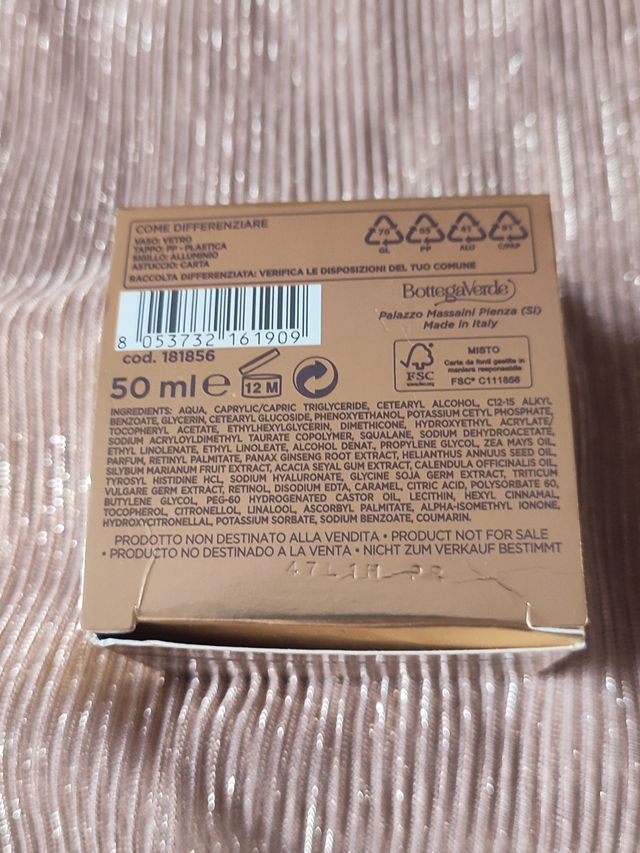 COME DIFFERENZIARE
VASO: VETRO
TAPPO: PP - PLASTICA
SIGILLO: ALLUMINIO
ASTUCCIO: CARTA
RACCOLTA DIFFERENZIATA: VERIFICA LE DISPOSIZIONI DEL TUO COMUNE
70 05 41 81
GL PP ALU C/PAP
BottegaVerde
Palazzo Massaini Pienza (SI)
Made in Italy
8 053732 161909
cod. 181856
50 ml e 12 M
FSC
www.fsc.org
MISTO
Carta da fonti gestite in
maniera responsabile
FSC® C111856
INGREDIENTS: AQUA, CAPRYLIC/CAPRIC TRIGLYCERIDE, CETEARYL ALCOHOL, C12-15 ALKYL
BENZOATE, GLYCERIN, CETEARYL GLUCOSIDE, PHENOXYETHANOL, POTASSIUM CETYL PHOSPHATE,
TOCOPHERYL ACETATE, ETHYLHEXYLGLYCERIN, DIMETHICONE, HYDROXYETHYL ACRYLATE/
SODIUM ACRYLOYLDIMETHYL TAURATE COPOLYMER, SQUALANE, SODIUM DEHYDROACETATE,
ETHYL LINOLENATE, ETHYL LINOLEATE, ALCOHOL DENAT, PROPYLENE GLYCOL, ZEA MAYS OIL,
PARFUM, RETINYL PALMITATE, PANAX GINSENG ROOT EXTRACT, HELIANTHUS ANNUUS SEED OIL,
SILYBUM MARIANUM FRUIT EXTRACT, ACACIA SEYAL GUM EXTRACT, CALENDULA OFFICINALIS OIL,
TYROSYL HISTIDINE HCL, SODIUM HYALURONATE, GLYCINE SOJA GERM EXTRACT, TRITICUM
VULGARE GERM EXTRACT, RETINOL, DISODIUM EDTA, CARAMEL, CITRIC ACID, POLYSORBATE 60,
BUTYLENE GLYCOL, PEG-60 HYDROGENATED CASTOR OIL, LECITHIN, HEXYL CINNAMAL,
TOCOPHEROL, CITRONELLOL, LINALOOL, ASCORBYL PALMITATE, ALPHA-ISOMETHYL IONONE,
HYDROXYCITRONELLAL, POTASSIUM SORBATE, SODIUM BENZOATE, COUMARIN.
PRODOTTO NON DESTINATO ALLA VENDITA • PRODUCT NOT FOR SALE
• PRODUCTO NO DESTINADO A LA VENTA • NICHT ZUM VERKAUF BESTIMMT